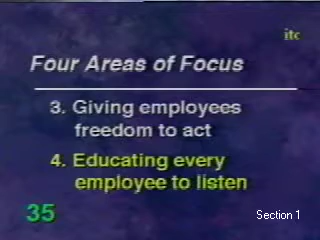 itc
Four Areas of Focus
3. Giving employees
freedom to act
4. Educating every
employee to listen
35
Section 1